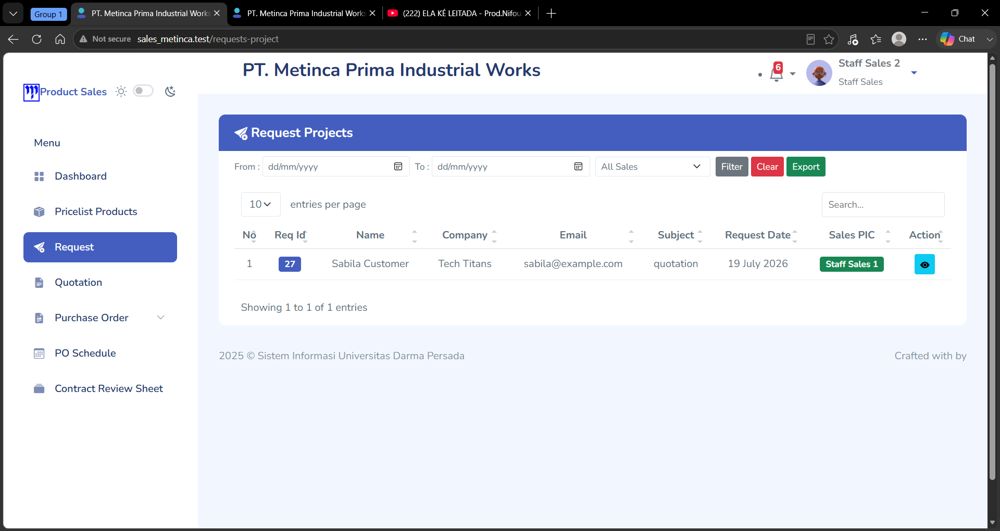 Group 1
PT. Metinca Prima Industrial Works
PT. Metinca Prima Industrial Works
(222) ELA KÉ LEITADA - Prod.Nifou
Not secure
sales_metinca.test/requests-project
Chat
Product Sales
PT. Metinca Prima Industrial Works
6
Staff Sales 2
Staff Sales
Menu
Dashboard
Pricelist Products
Request
Quotation
Purchase Order
PO Schedule
Contract Review Sheet
Request Projects
From : dd/mm/yyyy To : dd/mm/yyyy All Sales Filter Clear Export
10 entries per page Search...
No Req Id Name Company Email Subject Request Date Sales PIC Action
1 27 Sabila Customer Tech Titans sabila@example.com quotation 19 July 2026 Staff Sales 1
Showing 1 to 1 of 1 entries
2025 © Sistem Informasi Universitas Darma Persada Crafted with by